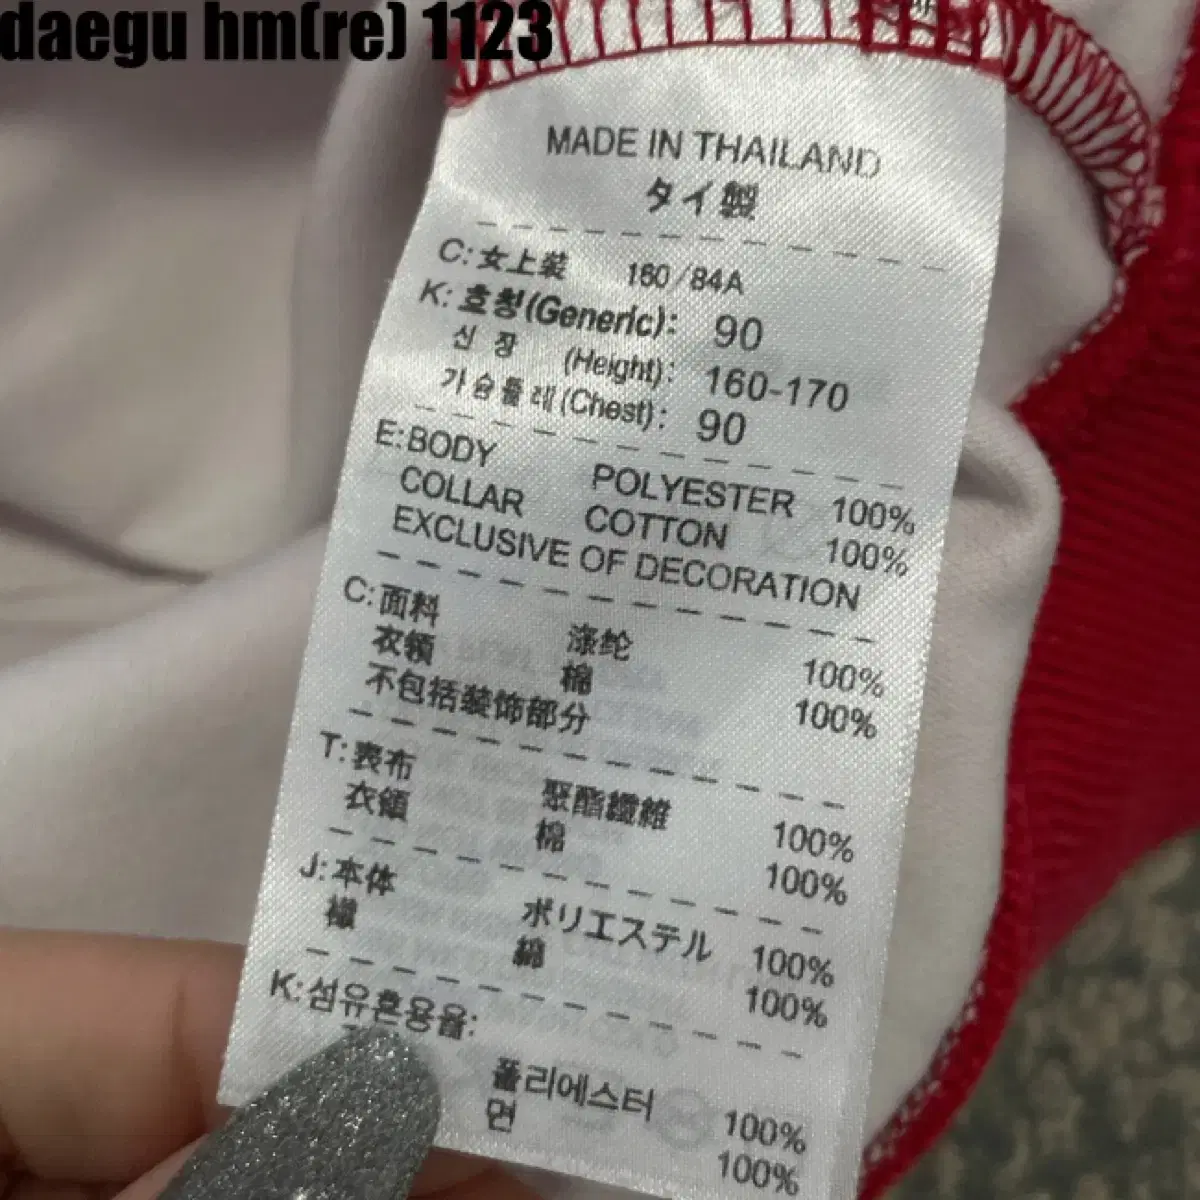 daegu hm(re) 1123
MADE IN THAILAND
タイ製
C:女上装 160/84A
K:호칭(Generic): 90
신 장 (Height): 160-170
가슴둘레(Chest): 90
E:BODY POLYESTER 100%
COLLAR COTTON 100%
EXCLUSIVE OF DECORATION
C:面料 涤纶 100%
衣領 棉 100%
不包括装饰部分
T:表布 聚酯纖維 100%
衣領 棉 100%
J:本体 ポリエステル 100%
襟 綿 100%
K:섬유혼용율:
폴리에스터 100%
면 100%